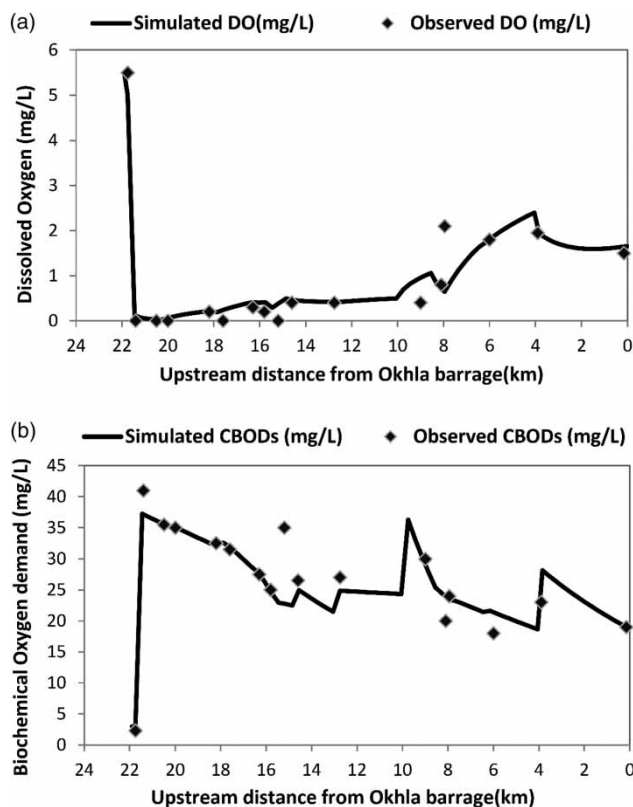 (a)
Simulated DO(mg/L) Observed DO (mg/L)
6
5
4
3
2
1
0
Dissolved Oxygen (mg/L)
24 22 20 18 16 14 12 10 8 6 4 2 0
Upstream distance from Okhla barrage(km)
(b)
Simulated CBODs (mg/L) Observed CBODs (mg/L)
45
40
35
30
25
20
15
10
5
0
Biochemical Oxygen demand (mg/L)
24 22 20 18 16 14 12 10 8 6 4 2 0
Upstream distance from Okhla barrage(km)